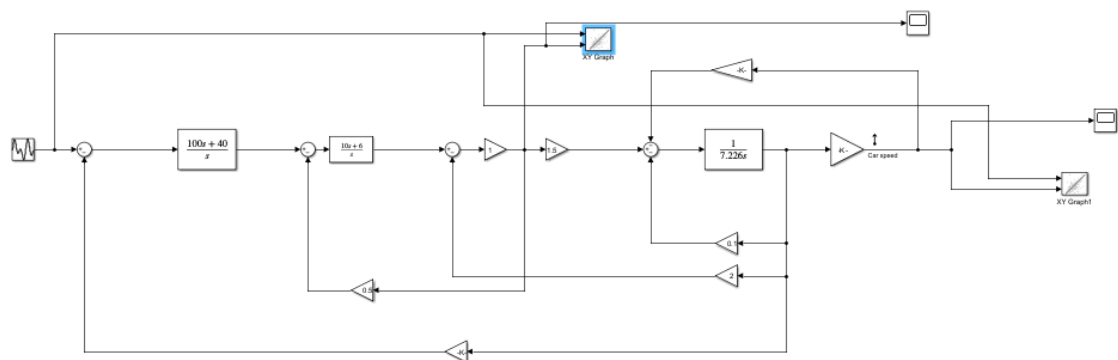 XY Graph
-K-
100s + 40
s
10s + 6
s
1
1.5
1
7.226s
-K-
Car speed
XY Graph1
0.1
2
0.5
-K-